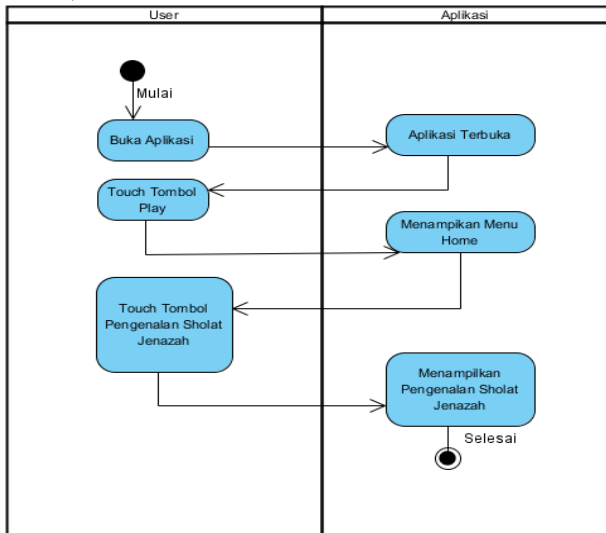 User
Aplikasi
Mulai
Buka Aplikasi
Aplikasi Terbuka
Touch Tombol
Play
Menampikan Menu
Home
Touch Tombol
Pengenalan Sholat
Jenazah
Menampilkan
Pengenalan Sholat
Jenazah
Selesai